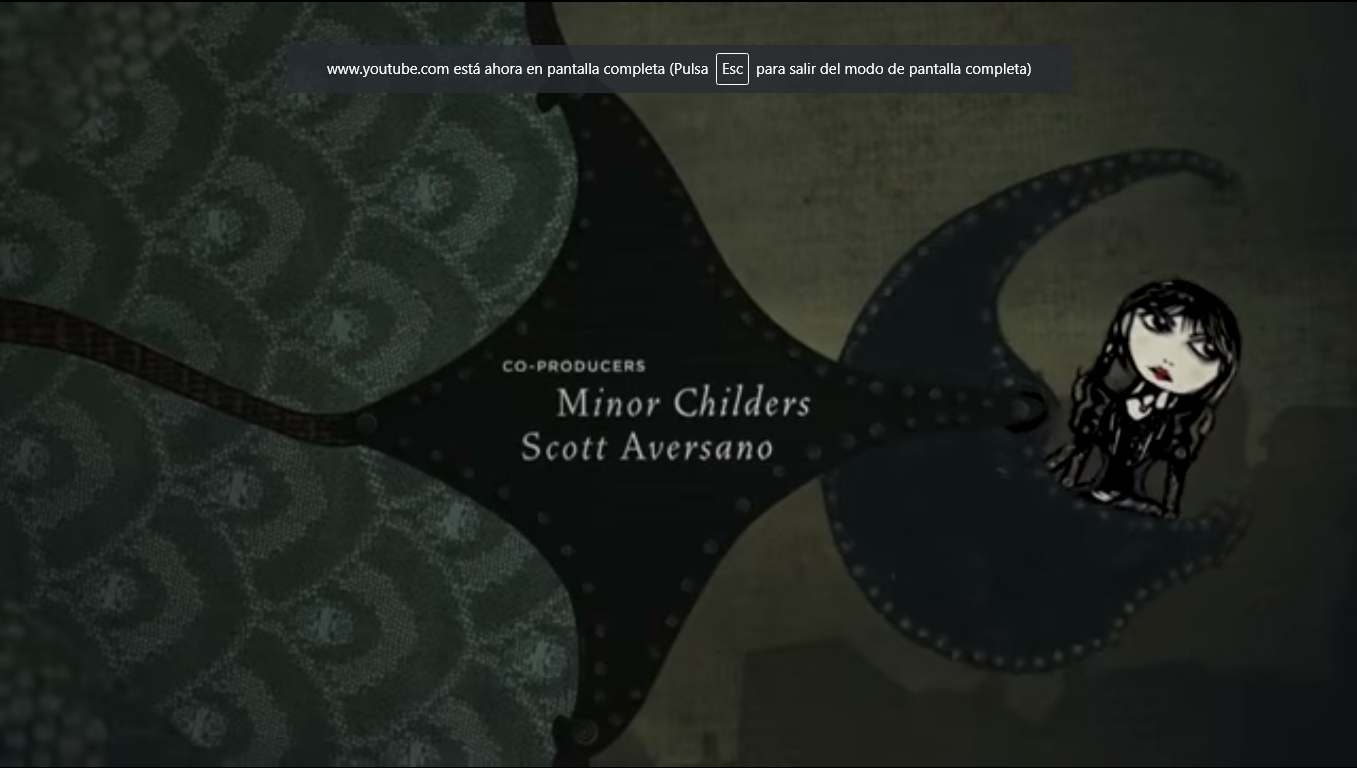 www.youtube.com está ahora en pantalla completa (Pulsa Esc para salir del modo de pantalla completa)
CO-PRODUCERS
Minor Childers
Scott Aversano